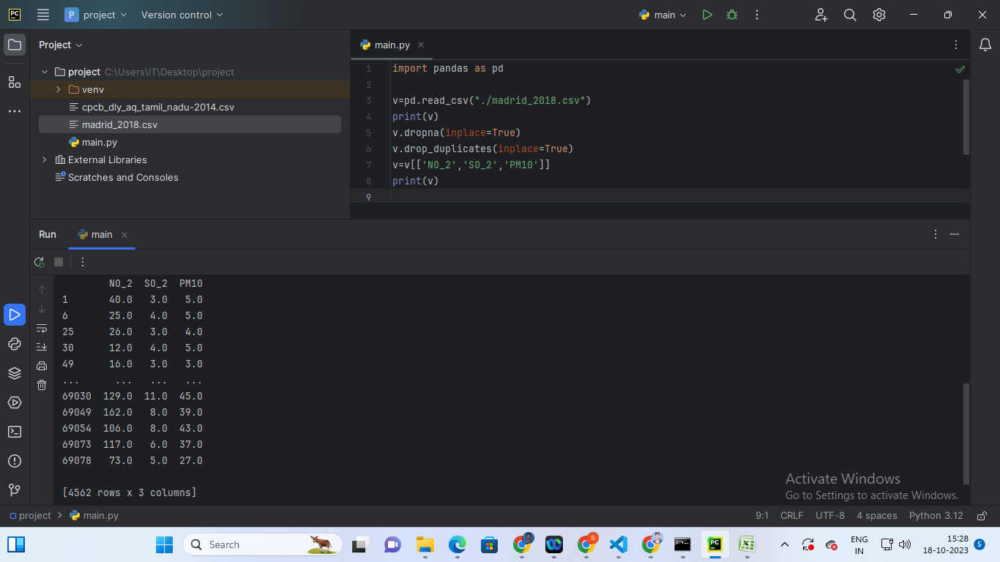 PC P project Version control main
Project
main.py
project C:\Users\IT\Desktop\project
venv
cpcb_dly_aq_tamil_nadu-2014.csv
madrid_2018.csv
main.py
External Libraries
Scratches and Consoles
1 import pandas as pd
2
3 v=pd.read_csv("./madrid_2018.csv")
4 print(v)
5 v.dropna(inplace=True)
6 v.drop_duplicates(inplace=True)
7 v=v[['NO_2','SO_2','PM10']]
8 print(v)
9
Run main
NO_2 SO_2 PM10
1 40.0 3.0 5.0
6 25.0 4.0 5.0
25 26.0 3.0 4.0
30 12.0 4.0 5.0
49 16.0 3.0 3.0
... ... ... ...
69030 129.0 11.0 45.0
69049 162.0 8.0 39.0
69054 106.0 8.0 43.0
69073 117.0 6.0 37.0
69078 73.0 5.0 27.0
[4562 rows x 3 columns]
Activate Windows
Go to Settings to activate Windows.
project main.py 9:1 CRLF UTF-8 4 spaces Python 3.12
Search S PC ENG 15:28 5
IN 18-10-2023